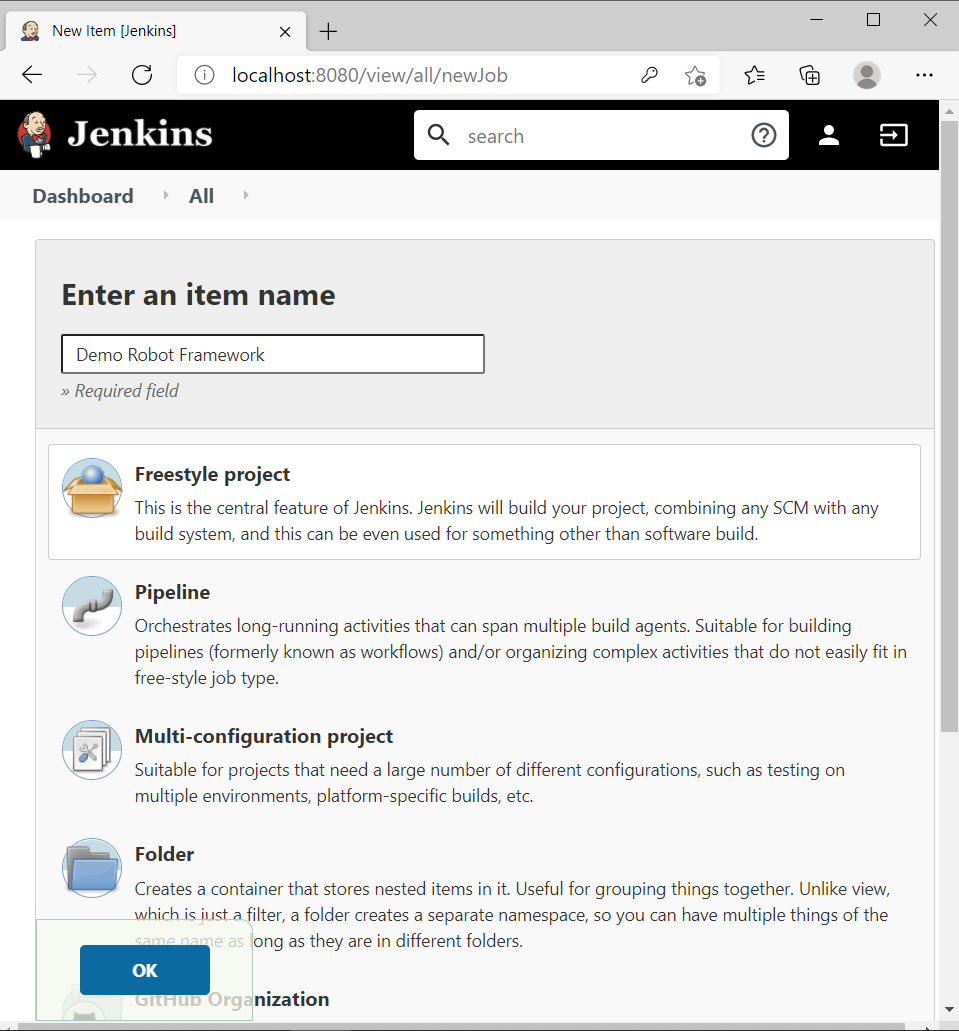 New Item [Jenkins]
localhost:8080/view/all/newJob
Jenkins
search
Dashboard
All
Enter an item name
Demo Robot Framework
» Required field
Freestyle project
This is the central feature of Jenkins. Jenkins will build your project, combining any SCM with any
build system, and this can be even used for something other than software build.
Pipeline
Orchestrates long-running activities that can span multiple build agents. Suitable for building
pipelines (formerly known as workflows) and/or organizing complex activities that do not easily fit in
free-style job type.
Multi-configuration project
Suitable for projects that need a large number of different configurations, such as testing on
multiple environments, platform-specific builds, etc.
Folder
Creates a container that stores nested items in it. Useful for grouping things together. Unlike view,
which is just a filter, a folder creates a separate namespace, so you can have multiple things of the
same name as long as they are in different folders.
OK
GitHub Organization